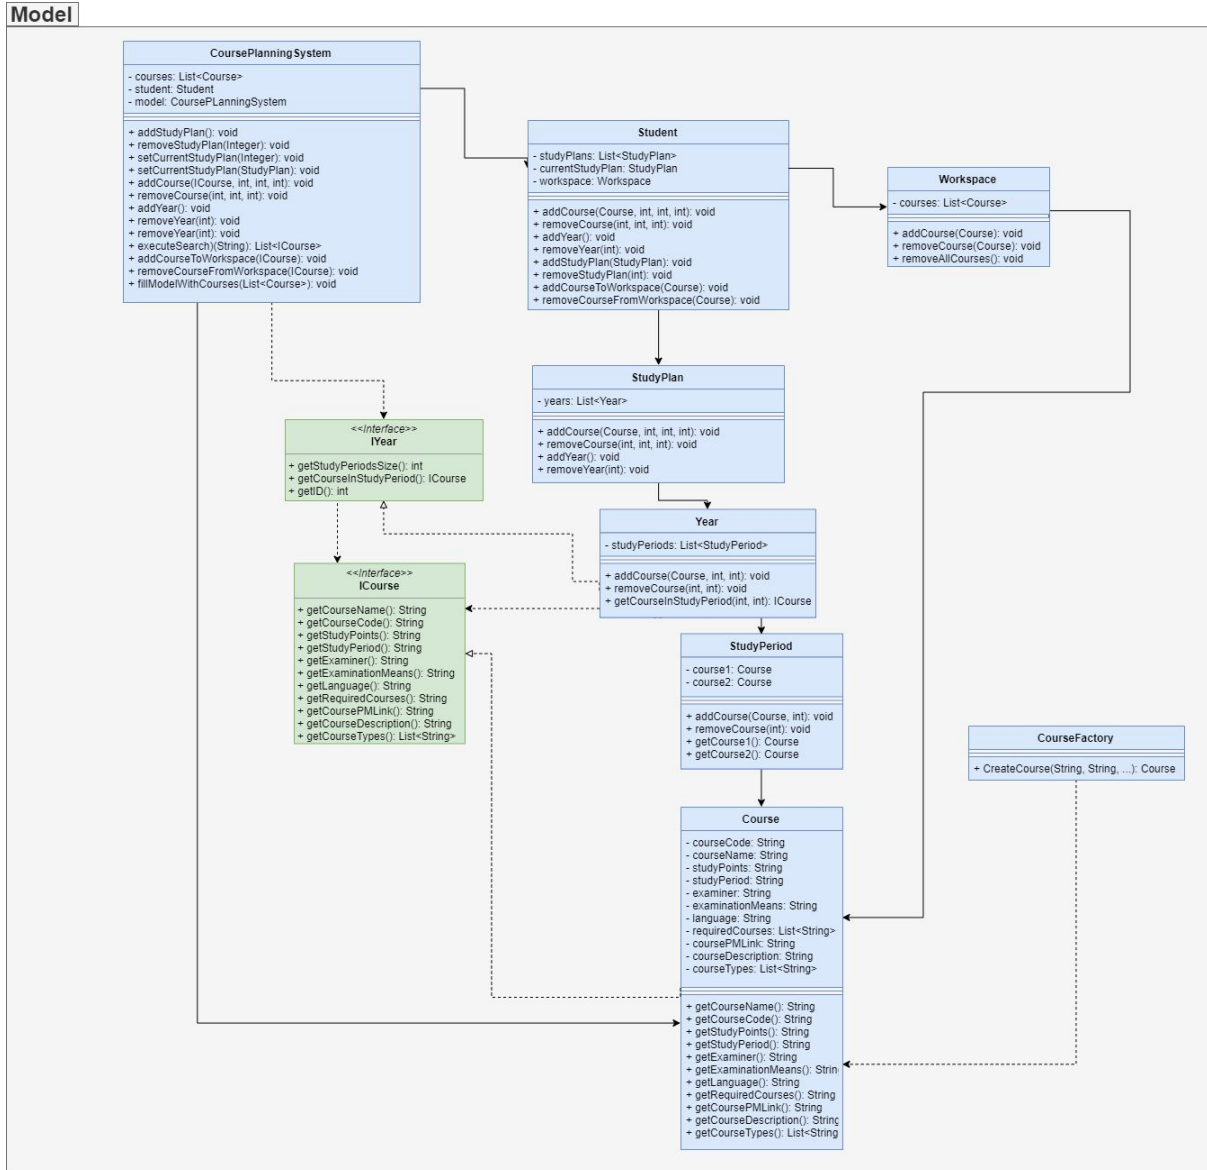 Model
CoursePlanningSystem
- courses: List<Course>
- student: Student
- model: CoursePLanningSystem
+ addStudyPlan(): void
+ removeStudyPlan(Integer): void
+ setCurrentStudyPlan(Integer): void
+ setCurrentStudyPlan(StudyPlan): void
+ addCourse(ICourse, int, int, int): void
+ removeCourse(int, int, int): void
+ addYear(): void
+ removeYear(int): void
+ removeYear(int): void
+ executeSearch)(String): List<ICourse>
+ addCourseToWorkspace(ICourse): void
+ removeCourseFromWorkspace(ICourse): void
+ fillModelWithCourses(List<Course>): void
Student
- studyPlans: List<StudyPlan>
- currentStudyPlan: StudyPlan
- workspace: Workspace
+ addCourse(Course, int, int, int): void
+ removeCourse(int, int, int): void
+ addYear(): void
+ removeYear(int): void
+ addStudyPlan(StudyPlan): void
+ removeStudyPlan(int): void
+ addCourseToWorkspace(Course): void
+ removeCourseFromWorkspace(Course): void
Workspace
- courses: List<Course>
+ addCourse(Course): void
+ removeCourse(Course): void
+ removeAllCourses(): void
StudyPlan
- years: List<Year>
+ addCourse(Course, int, int, int): void
+ removeCourse(int, int, int): void
+ addYear(): void
+ removeYear(int): void
<<Interface>>
IYear
+ getStudyPeriodsSize(): int
+ getCourseInStudyPeriod(): ICourse
+ getID(): int
Year
- studyPeriods: List<StudyPeriod>
+ addCourse(Course, int, int): void
+ removeCourse(int, int): void
+ getCourseInStudyPeriod(int, int): ICourse
<<Interface>>
ICourse
+ getCourseName(): String
+ getCourseCode(): String
+ getStudyPoints(): String
+ getStudyPeriod(): String
+ getExaminer(): String
+ getExaminationMeans(): String
+ getLanguage(): String
+ getRequiredCourses(): String
+ getCoursePMLink(): String
+ getCourseDescription(): String
+ getCourseTypes(): List<String>
StudyPeriod
- course1: Course
- course2: Course
+ addCourse(Course, int): void
+ removeCourse(int): void
+ getCourse1(): Course
+ getCourse2(): Course
CourseFactory
+ CreateCourse(String, String, ...): Course
Course
- courseCode: String
- courseName: String
- studyPoints: String
- studyPeriod: String
- examiner: String
- examinationMeans: String
- language: String
- requiredCourses: List<String>
- coursePMLink: String
- courseDescription: String
- courseTypes: List<String>
+ getCourseName(): String
+ getCourseCode(): String
+ getStudyPoints(): String
+ getStudyPeriod(): String
+ getExaminer(): String
+ getExaminationMeans(): Strin
+ getLanguage(): String
+ getRequiredCourses(): String
+ getCoursePMLink(): String
+ getCourseDescription(): String
+ getCourseTypes(): List<String